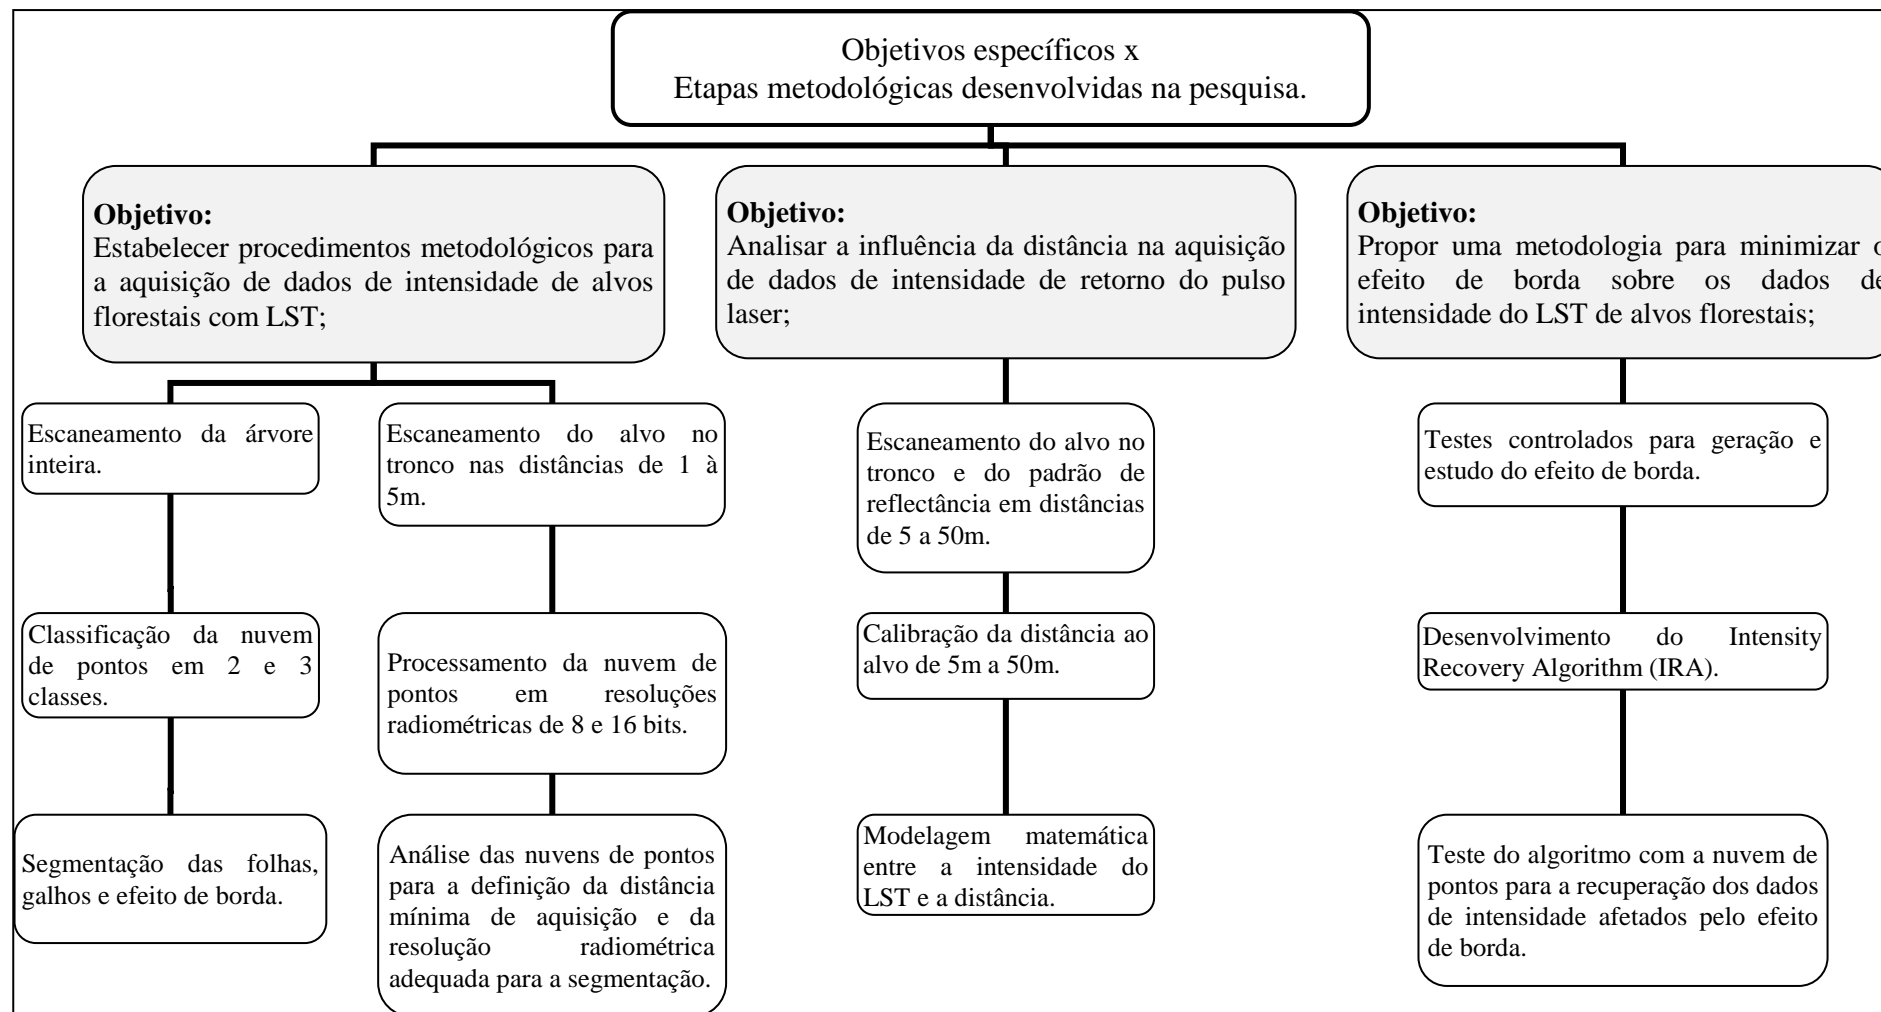 Objetivos específicos x
Etapas metodológicas desenvolvidas na pesquisa.
Objetivo:
Estabelecer procedimentos metodológicos para
a aquisição de dados de intensidade de alvos
florestais com LST;
Objetivo:
Analisar a influência da distância na aquisição
de dados de intensidade de retorno do pulso
laser;
Objetivo:
Propor uma metodologia para minimizar o
efeito de borda sobre os dados de
intensidade do LST de alvos florestais;
Escaneamento da árvore
inteira.
Escaneamento do alvo no
tronco nas distâncias de 1 à
5m.
Escaneamento do alvo no
tronco e do padrão de
reflectância em distâncias
de 5 a 50m.
Testes controlados para geração e
estudo do efeito de borda.
Classificação da nuvem
de pontos em 2 e 3
classes.
Processamento da nuvem de
pontos em resoluções
radiométricas de 8 e 16 bits.
Calibração da distância ao
alvo de 5m a 50m.
Desenvolvimento do Intensity
Recovery Algorithm (IRA).
Segmentação das folhas,
galhos e efeito de borda.
Análise das nuvens de pontos
para a definição da distância
mínima de aquisição e da
resolução radiométrica
adequada para a segmentação.
Modelagem matemática
entre a intensidade do
LST e a distância.
Teste do algoritmo com a nuvem de
pontos para a recuperação dos dados
de intensidade afetados pelo efeito
de borda.